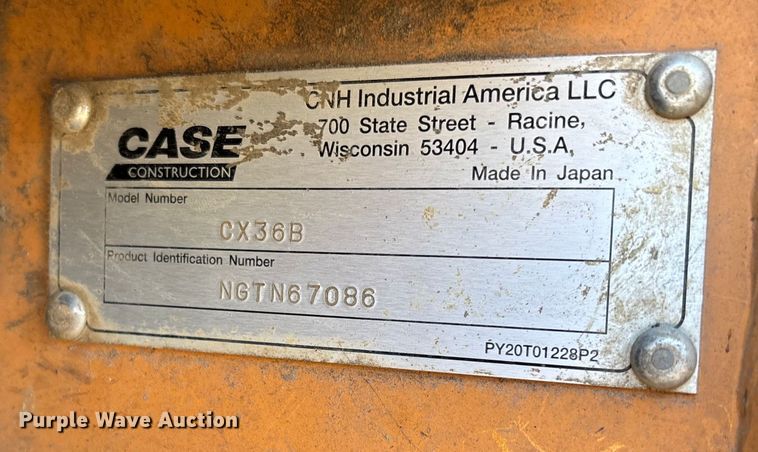 CNH Industrial America LLC
700 State Street - Racine,
Wisconsin 53404 - U.S.A.
Made In Japan
CASE
CONSTRUCTION
Model Number
CX36B
Product Identification Number
NGTN67086
PY20T01228P2
Purple Wave Auction